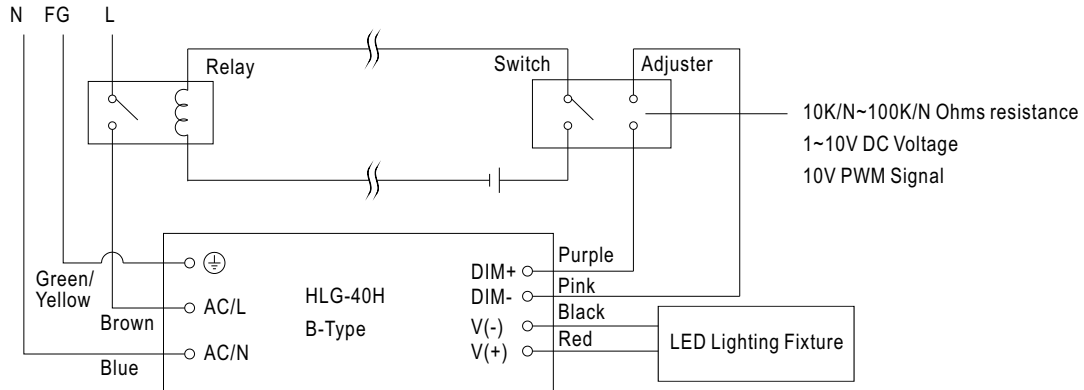 N FG L
Relay
Switch
Adjuster
10K/N~100K/N Ohms resistance
1~10V DC Voltage
10V PWM Signal
Green/
Yellow
Brown
Blue
AC/L
AC/N
HLG-40H
B-Type
DIM+
DIM-
V(-)
V(+)
Purple
Pink
Black
Red
LED Lighting Fixture